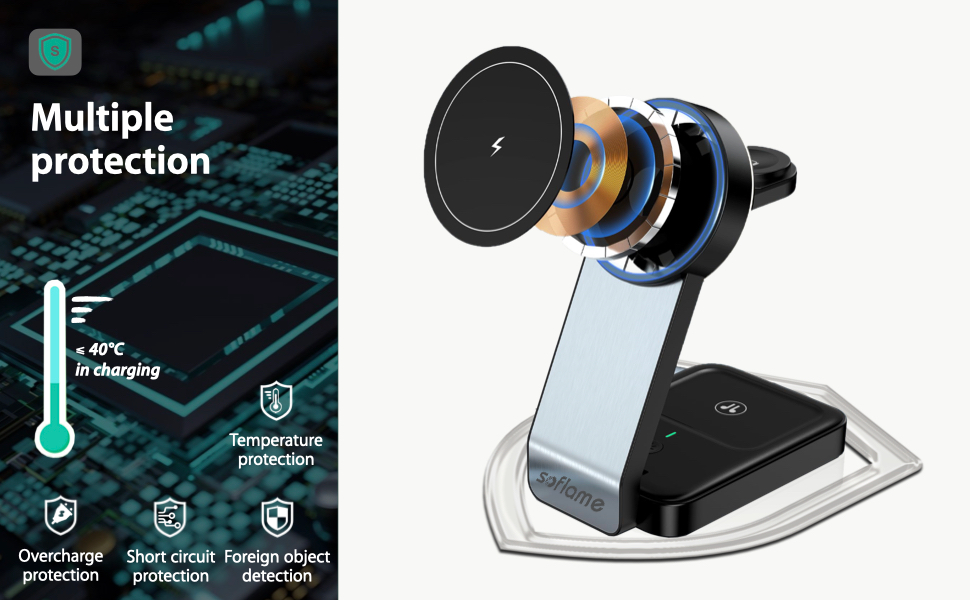 S
Multiple
protection
≤ 40°C
in charging
Temperature
protection
Overcharge
protection
Short circuit
protection
Foreign object
detection
soflame